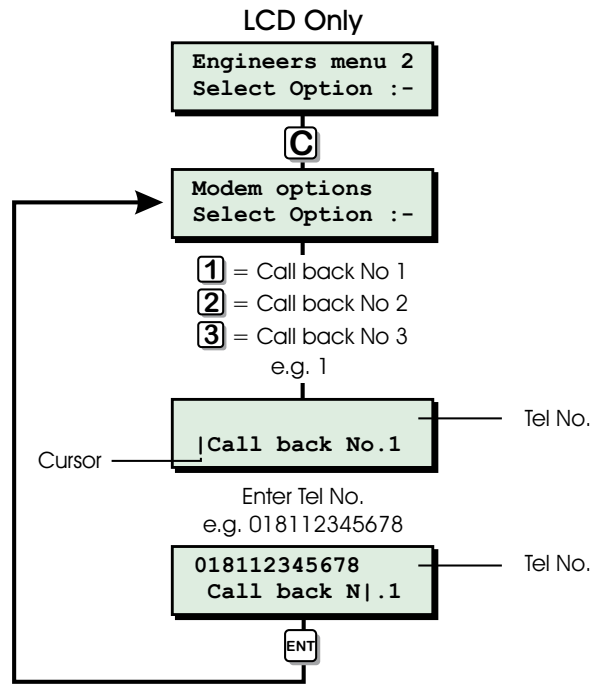 LCD Only
Engineers menu 2
Select Option :-
C
Modem options
Select Option :-
1 = Call back No 1
2 = Call back No 2
3 = Call back No 3
e.g. 1
Tel No.
|Call back No.1
Cursor
Enter Tel No.
e.g. 018112345678
018112345678
Tel No.
Call back N|.1
ENT